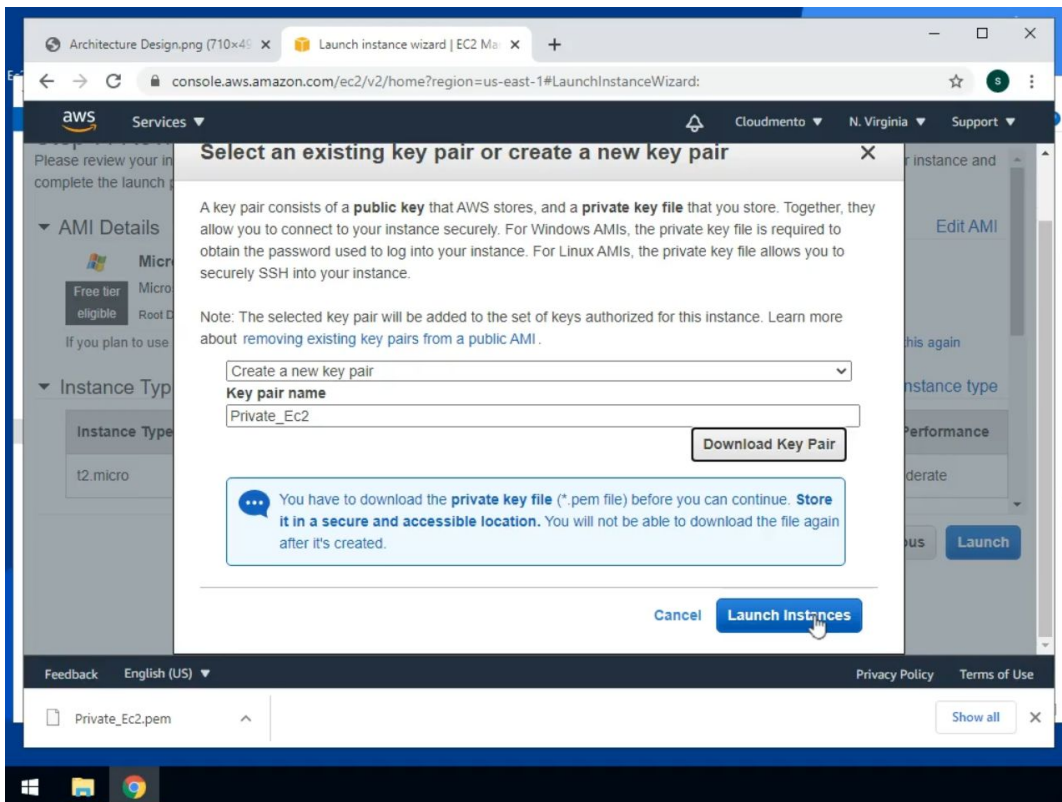 Architecture Design.png (710×49
Launch instance wizard | EC2 Ma
console.aws.amazon.com/ec2/v2/home?region=us-east-1#LaunchInstanceWizard:
S
aws Services Cloudmento N. Virginia Support
Select an existing key pair or create a new key pair
Please review your in r instance and
complete the launch p
A key pair consists of a public key that AWS stores, and a private key file that you store. Together, they
allow you to connect to your instance securely. For Windows AMIs, the private key file is required to
obtain the password used to log into your instance. For Linux AMIs, the private key file allows you to
securely SSH into your instance.
AMI Details Edit AMI
Micr
Free tier
eligible
Micro
Root D
Note: The selected key pair will be added to the set of keys authorized for this instance. Learn more
about removing existing key pairs from a public AMI .
If you plan to use this again
Create a new key pair
Instance Typ nstance type
Key pair name
Private_Ec2
Instance Type Performance
Download Key Pair
t2.micro derate
You have to download the private key file (*.pem file) before you can continue. Store
it in a secure and accessible location. You will not be able to download the file again
after it's created.
ous Launch
Cancel Launch Instances
Feedback English (US) Privacy Policy Terms of Use
Private_Ec2.pem Show all